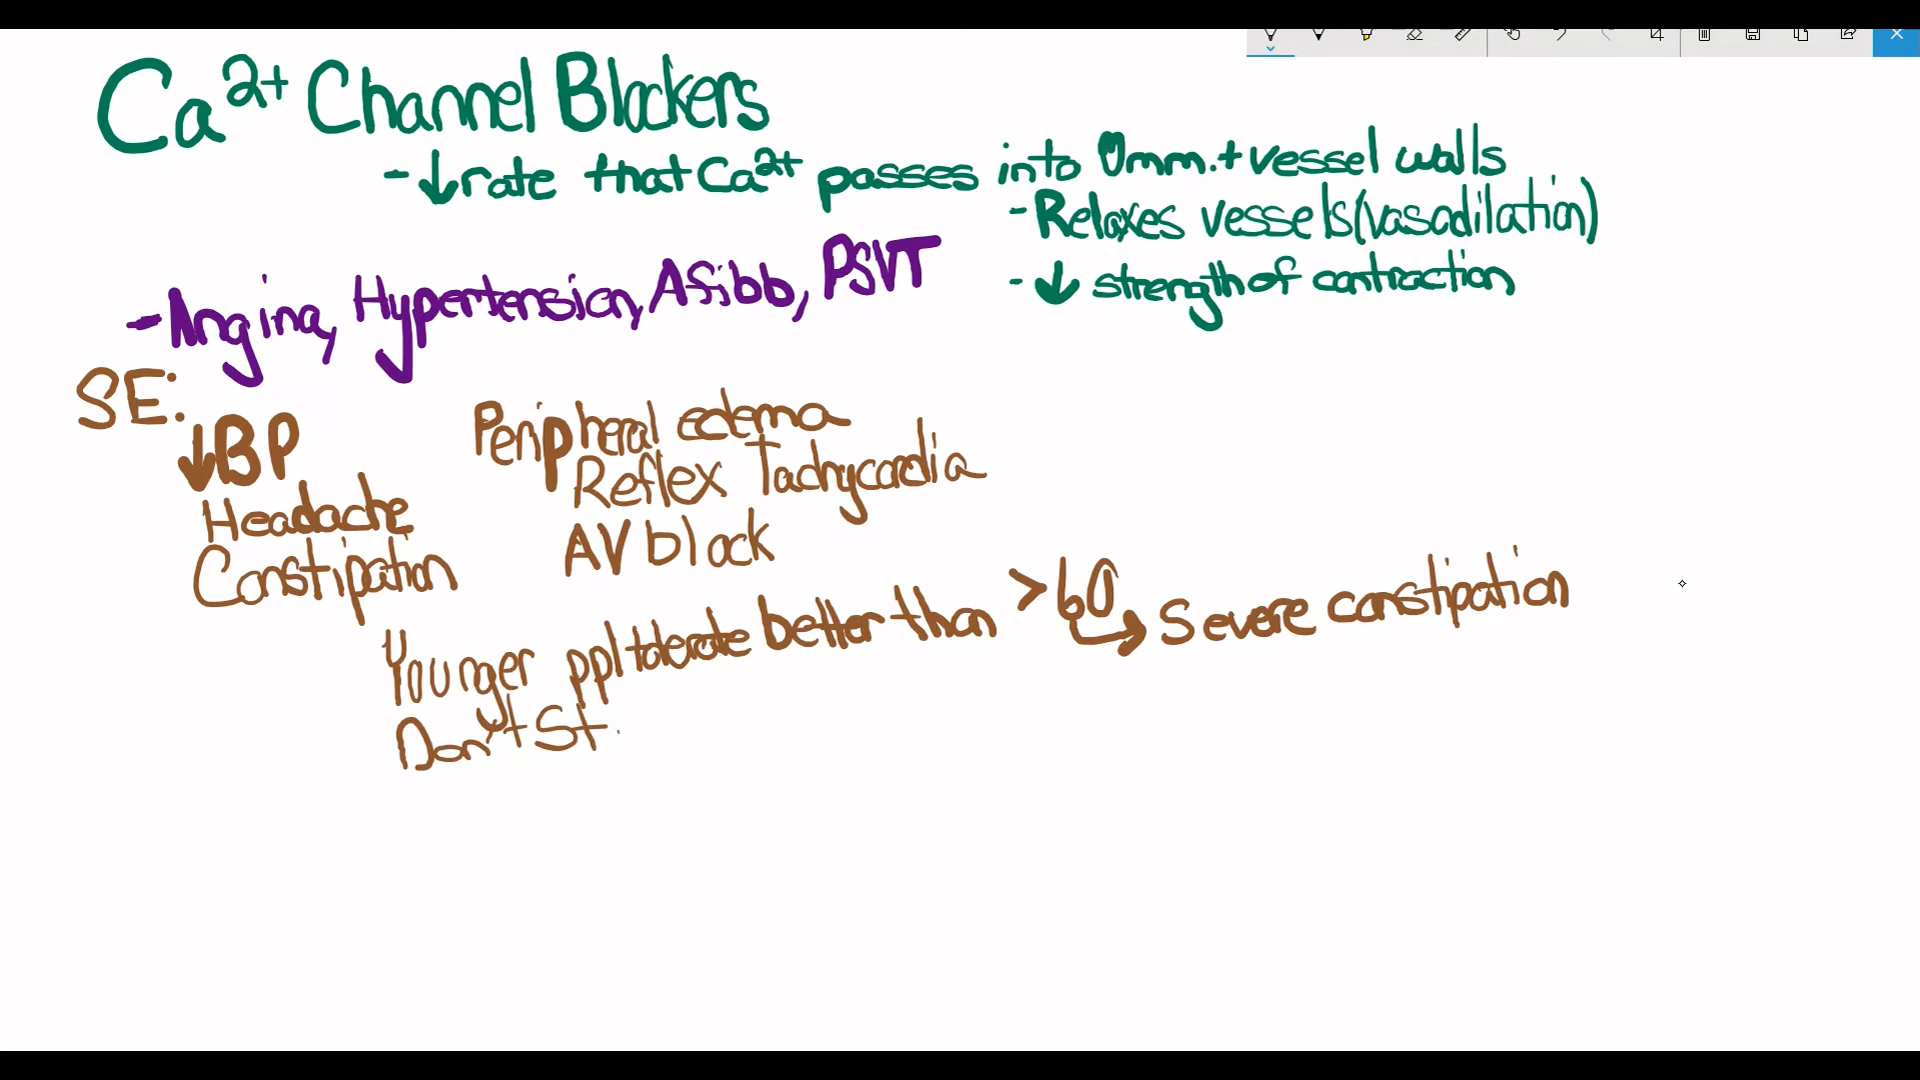 Ca²⁺ Channel Blockers
- ↓ rate that Ca²⁺ passes into mm. + vessel walls
- Relaxes vessels (vasodilation)
- ↓ strength of contraction
- Angina, Hypertension, Afibb, PSVT
SE:
↓BP
Headache
Constipation
Peripheral edema
Reflex Tachycardia
AV block
Younger ppl tolerate better than >60 → Severe constipation
Don't St